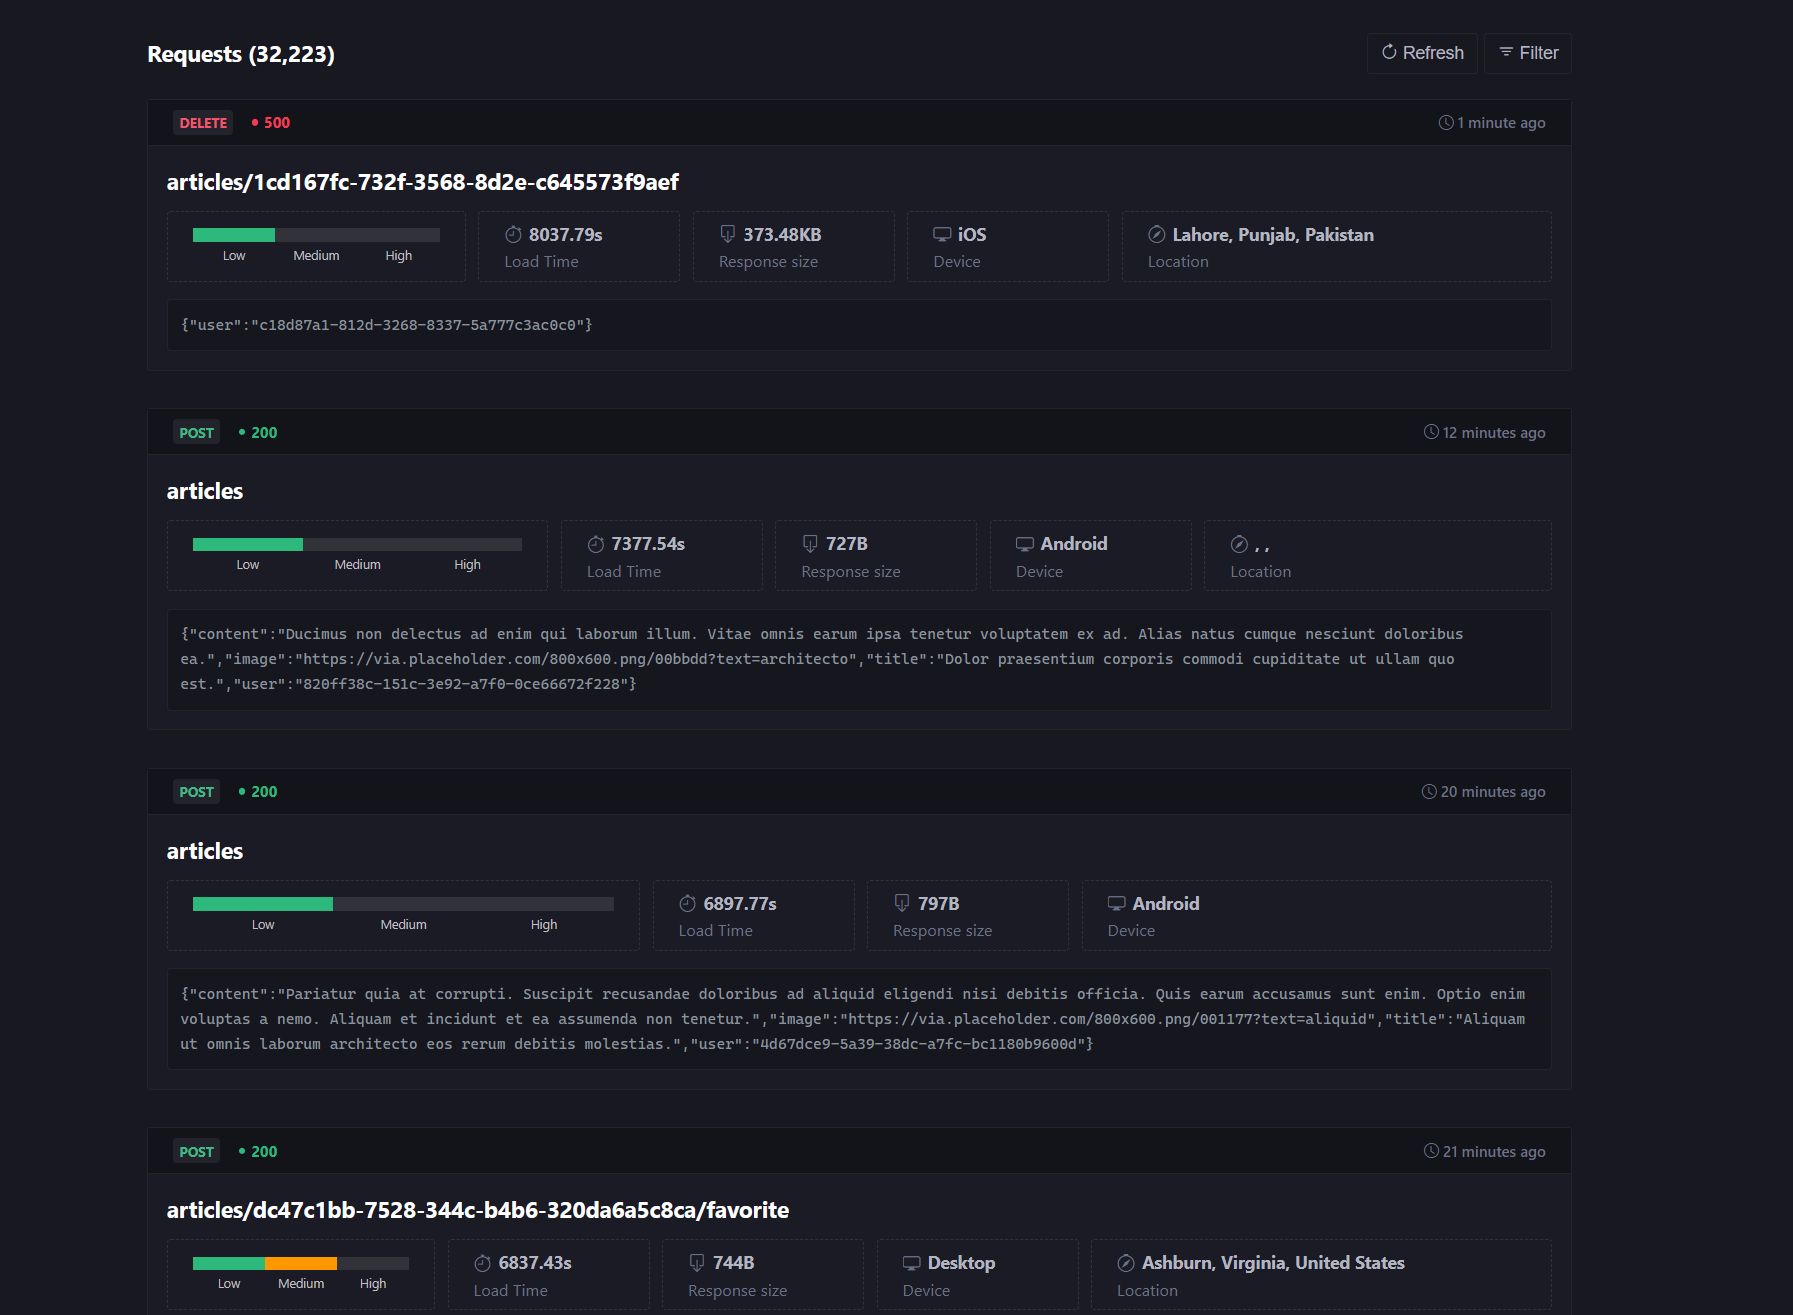 Requests (32,223)
Refresh
Filter
DELETE
500
1 minute ago
articles/1cd167fc-732f-3568-8d2e-c645573f9aef
Low Medium High
8037.79s
Load Time
373.48KB
Response size
iOS
Device
Lahore, Punjab, Pakistan
Location
{"user":"c18d87a1-812d-3268-8337-5a777c3ac0c0"}
POST
200
12 minutes ago
articles
Low Medium High
7377.54s
Load Time
727B
Response size
Android
Device
, ,
Location
{"content":"Ducimus non delectus ad enim qui laborum illum. Vitae omnis earum ipsa tenetur voluptatem ex ad. Alias natus cumque nesciunt doloribus
ea.","image":"https://via.placeholder.com/800x600.png/00bbdd?text=architecto","title":"Dolor praesentium corporis commodi cupiditate ut ullam quo
est.","user":"820ff38c-151c-3e92-a7f0-0ce66672f228"}
POST
200
20 minutes ago
articles
Low Medium High
6897.77s
Load Time
797B
Response size
Android
Device
{"content":"Pariatur quia at corrupti. Suscipit recusandae doloribus ad aliquid eligendi nisi debitis officia. Quis earum accusamus sunt enim. Optio enim
voluptas a nemo. Aliquam et incidunt et ea assumenda non tenetur.","image":"https://via.placeholder.com/800x600.png/001177?text=aliquid","title":"Aliquam
ut omnis laborum architecto eos rerum debitis molestias.","user":"4d67dce9-5a39-38dc-a7fc-bc1180b9600d"}
POST
200
21 minutes ago
articles/dc47c1bb-7528-344c-b4b6-320da6a5c8ca/favorite
Low Medium High
6837.43s
Load Time
744B
Response size
Desktop
Device
Ashburn, Virginia, United States
Location